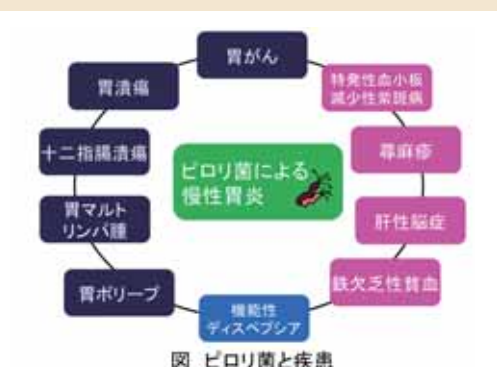 胃がん
胃潰瘍
特発性血小板
減少性紫斑病
十二指腸潰瘍
ピロリ菌による
慢性胃炎
蕁麻疹
胃マルト
リンパ腫
肝性脳症
胃ポリープ
鉄欠乏性貧血
機能性
ディスペプシア
図 ピロリ菌と疾患